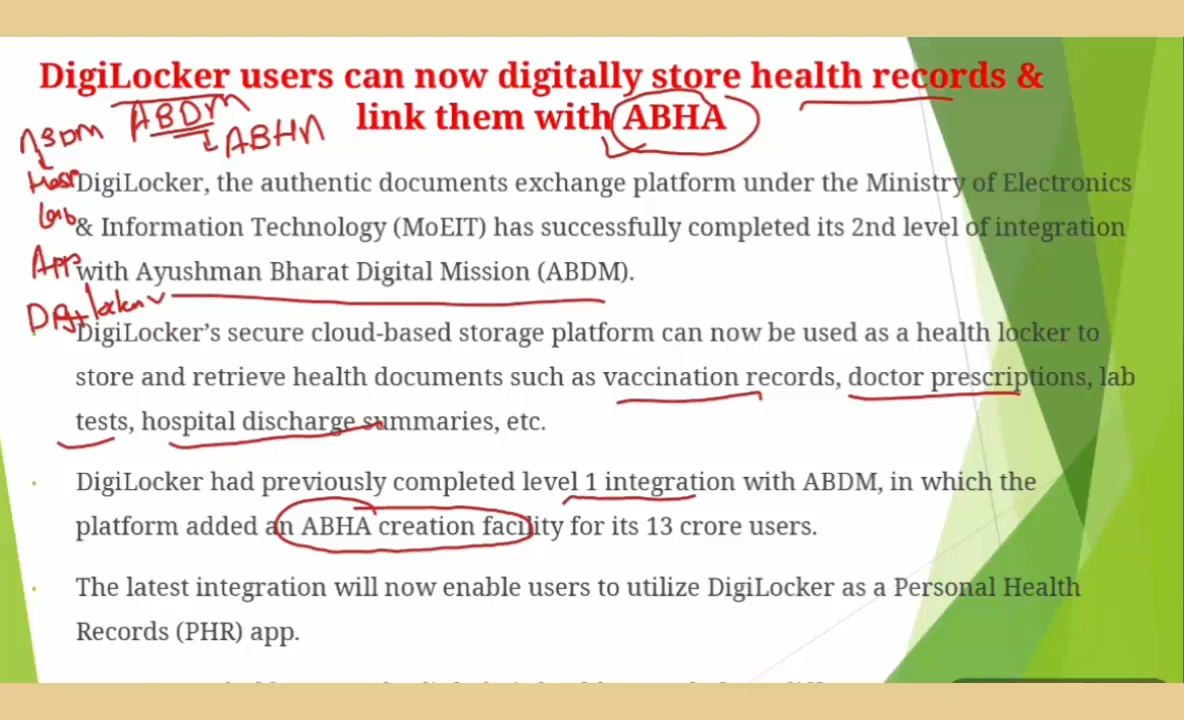 DigiLocker users can now digitally store health records &
link them with ABHA
ABDM
ABHA
Lab
App
DigiLocker, the authentic documents exchange platform under the Ministry of Electronics
& Information Technology (MoEIT) has successfully completed its 2nd level of integration
with Ayushman Bharat Digital Mission (ABDM).
DigiLocker’s secure cloud-based storage platform can now be used as a health locker to
store and retrieve health documents such as vaccination records, doctor prescriptions, lab
tests, hospital discharge summaries, etc.
DigiLocker had previously completed level 1 integration with ABDM, in which the
platform added an ABHA creation facility for its 13 crore users.
The latest integration will now enable users to utilize DigiLocker as a Personal Health
Records (PHR) app.